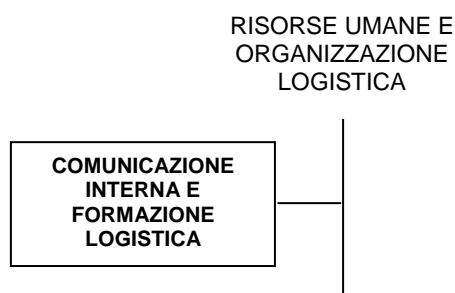 RISORSE UMANE E
ORGANIZZAZIONE
LOGISTICA
COMUNICAZIONE
INTERNA E
FORMAZIONE
LOGISTICA